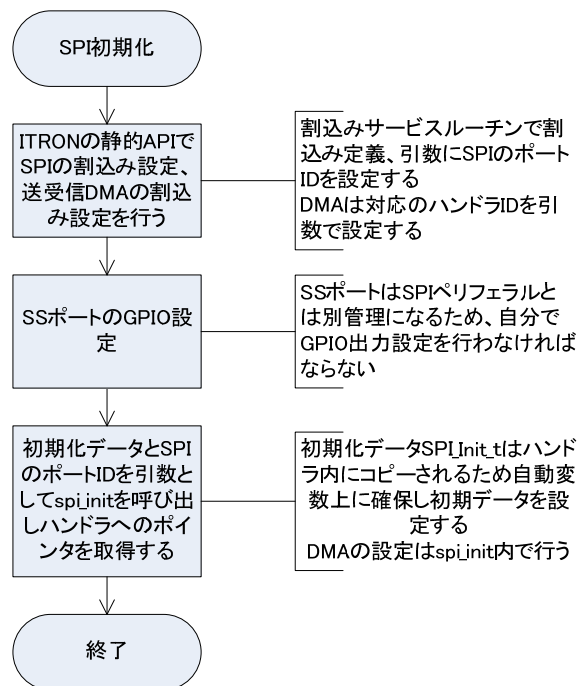 SPI初期化
ITRONの静的APIで
SPIの割込み設定、
送受信DMAの割込
み設定を行う
割込みサービスルーチンで割
込み定義、引数にSPIのポート
IDを設定する
DMAは対応のハンドラIDを引
数で設定する
SSポートのGPIO設
定
SSポートはSPIペリフェラルと
は別管理になるため、自分で
GPIO出力設定を行わなければ
ならない
初期化データとSPI
のポートIDを引数と
してspi_initを呼び出
しハンドラへのポイ
ンタを取得する
初期化データSPI_Init_tはハンド
ラ内にコピーされるため自動変
数上に確保し初期データを設
定する
DMAの設定はspi_init内で行う
終了